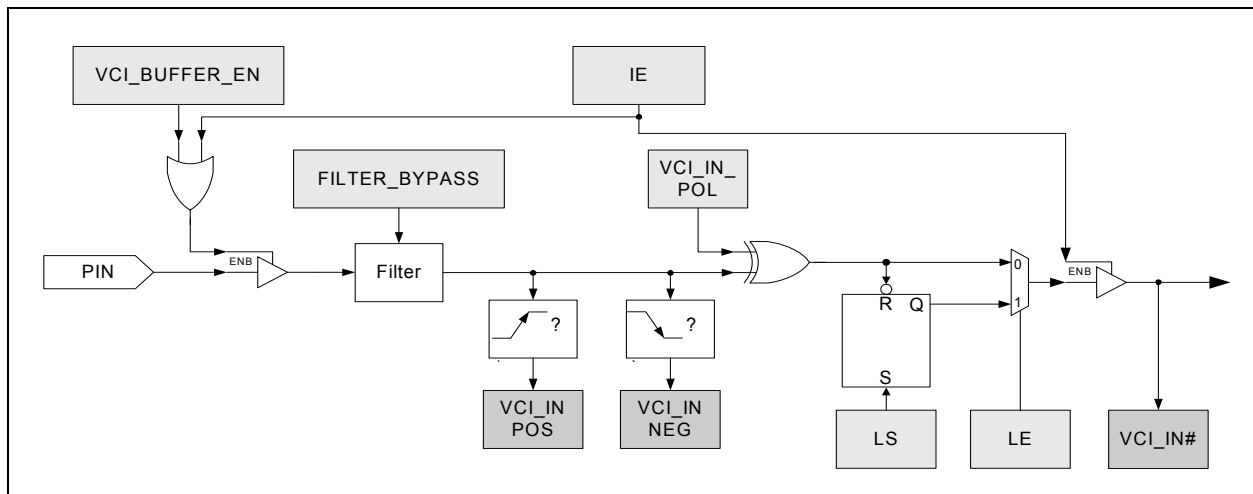 VCI_BUFFER_EN
IE
FILTER_BYPASS
VCI_IN_
POL
ENB
PIN
Filter
0
ENB
1
R
Q
?
?
S
VCI_IN
POS
VCI_IN
NEG
LS
LE
VCI_IN#